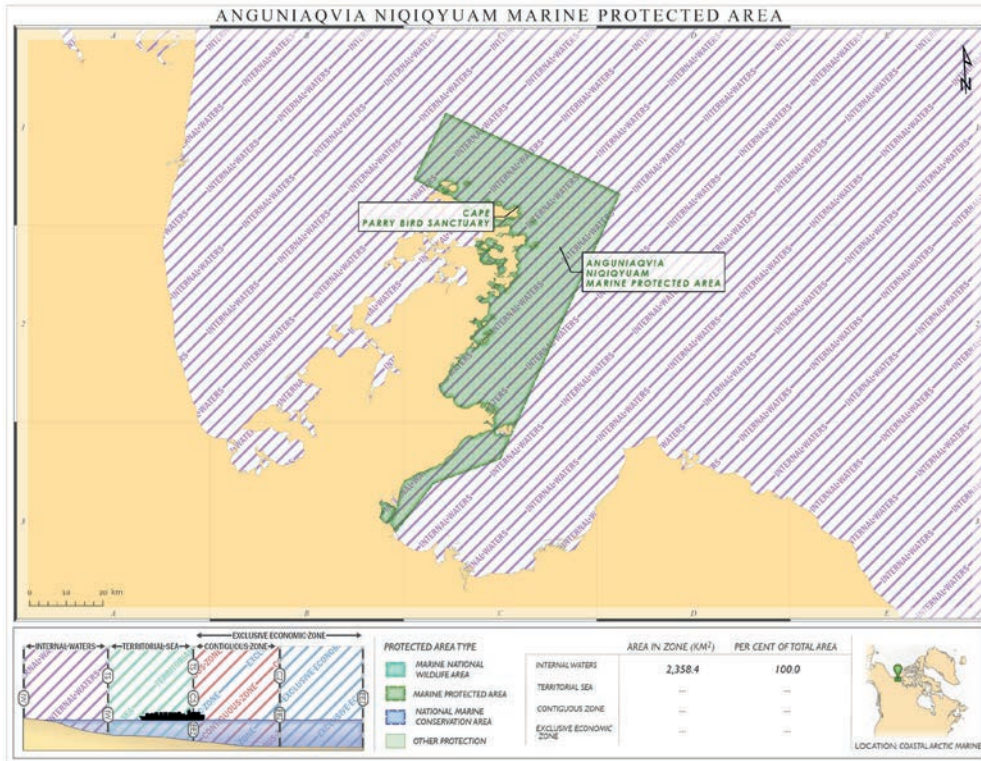 ANGUNIAQVIA NIQIQYUAM MARINE PROTECTED AREA
A
B
C
D
E
N
1
CAPE
PARRY BIRD SANCTUARY
ANGUNIAQVIA
NIQIQYUAM
MARINE PROTECTED AREA
2
3
INTERNAL WATERS
0 10 20 km
A
B
C
D
E
EXCLUSIVE ECONOMIC ZONE
INTERNAL WATERS
TERRITORIAL SEA
CONTIGUOUS ZONE
PROTECTED AREA TYPE
MARINE NATIONAL
WILDLIFE AREA
MARINE PROTECTED AREA
NATIONAL MARINE
CONSERVATION AREA
OTHER PROTECTION
AREA IN ZONE (KM²) PER CENT OF TOTAL AREA
INTERNAL WATERS 2,358.4 100.0
TERRITORIAL SEA ... ...
CONTIGUOUS ZONE ... ...
EXCLUSIVE ECONOMIC
ZONE ... ...
LOCATION: COASTAL ARCTIC MARINE